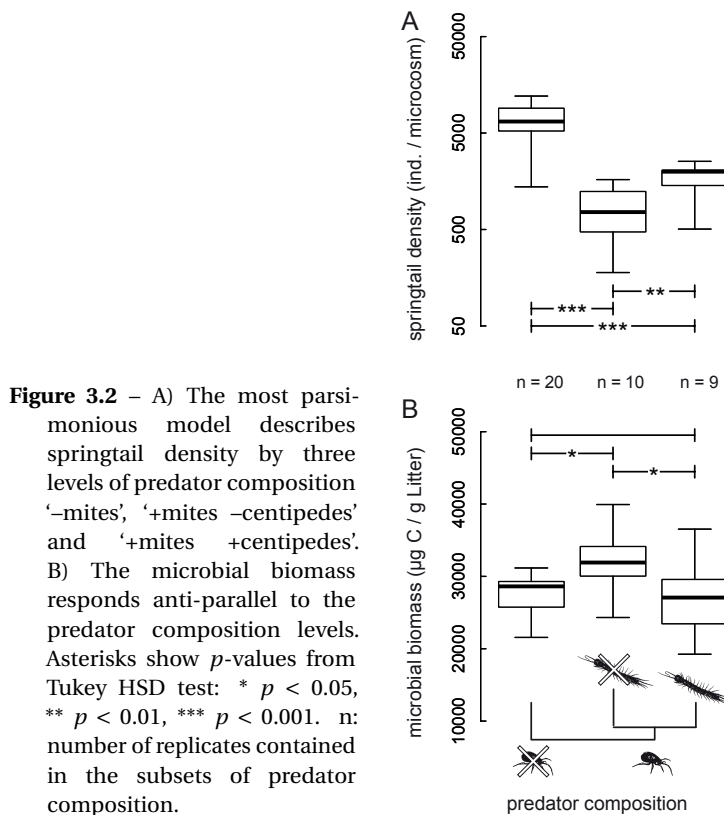 A
springtail density (ind. / microcosm)
50000
5000
500
50
***
**
***
n = 20 n = 10 n = 9
B
microbial biomass (µg C / g Litter)
50000
40000
30000
20000
10000
*
*
predator composition
Figure 3.2 – A) The most parsi-
monious model describes
springtail density by three
levels of predator composition
‘–mites’, ‘+mites –centipedes’
and ‘+mites +centipedes’.
B) The microbial biomass
responds anti-parallel to the
predator composition levels.
Asterisks show p-values from
Tukey HSD test: * p < 0.05,
** p < 0.01, *** p < 0.001. n:
number of replicates contained
in the subsets of predator
composition.